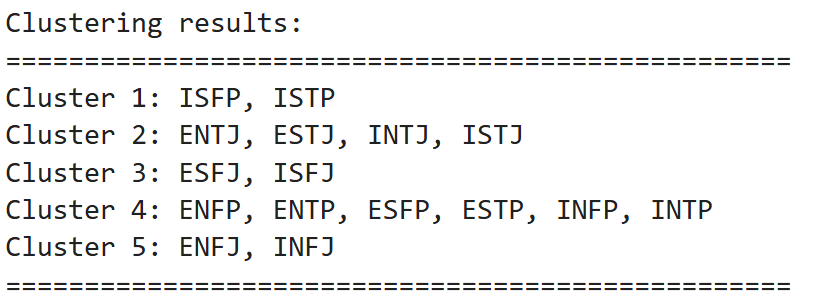 Clustering results:
==================================================
Cluster 1: ISFP, ISTP
Cluster 2: ENTJ, ESTJ, INTJ, ISTJ
Cluster 3: ESFJ, ISFJ
Cluster 4: ENFP, ENTP, ESFP, ESTP, INFP, INTP
Cluster 5: ENFJ, INFJ
==================================================